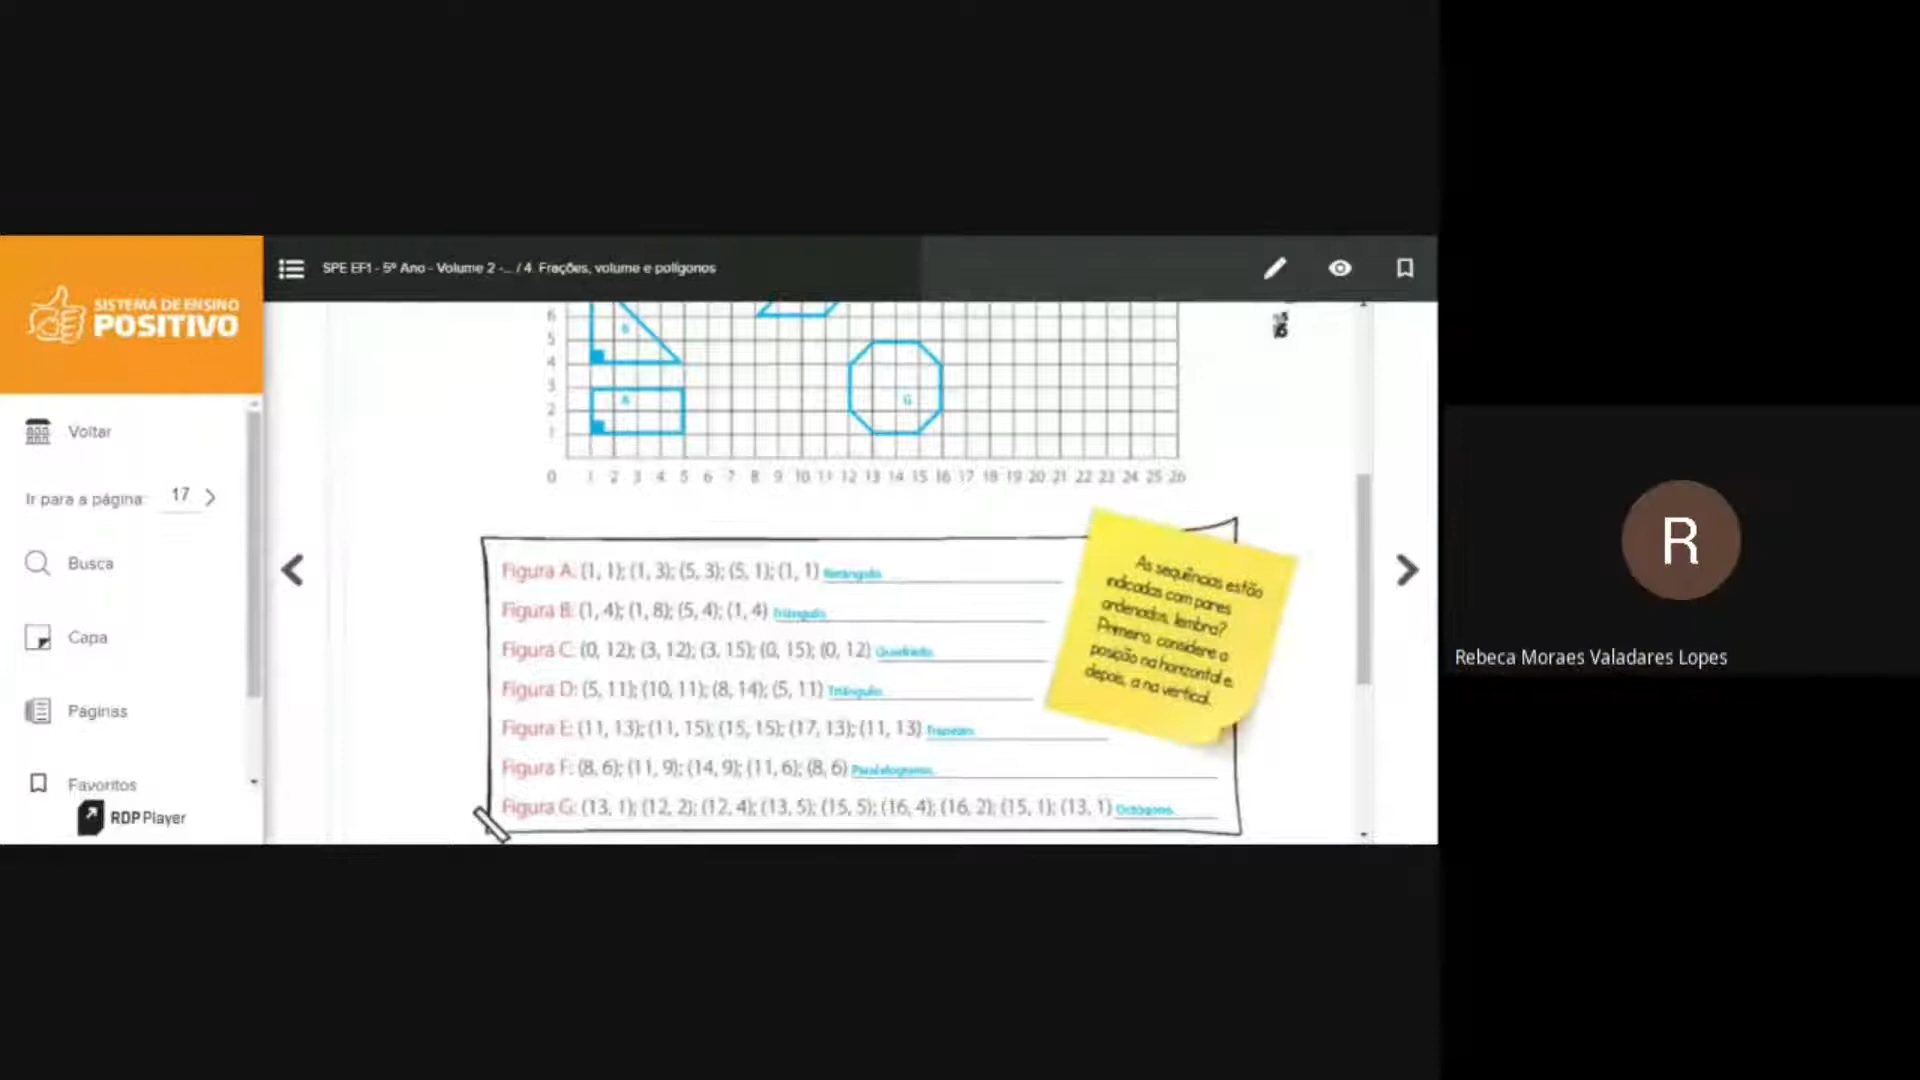 SISTEMA DE ENSINO
POSITIVO
Voltar
Ir para a página: 17
Busca
Capa
Páginas
Favoritos
RDP Player
SPE EF1 - 5º Ano - Volume 2 -... / 4. Frações, volume e polígonos
6
B
5
4
3
A
G
2
1
0 1 2 3 4 5 6 7 8 9 10 11 12 13 14 15 16 17 18 19 20 21 22 23 24 25 26
Figura A: (1, 1); (1, 3); (5, 3); (5, 1); (1, 1) Retângulo.
Figura B: (1, 4); (1, 8); (5, 4); (1, 4) Triângulo.
Figura C: (0, 12); (3, 12); (3, 15); (0, 15); (0, 12) Quadrado.
Figura D: (5, 11); (10, 11); (8, 14); (5, 11) Triângulo.
Figura E: (11, 13); (11, 15); (15, 15); (17, 13); (11, 13) Trapézio.
Figura F: (8, 6); (11, 9); (14, 9); (11, 6); (8, 6) Paralelogramo.
Figura G: (13, 1); (12, 2); (12, 4); (13, 5); (15, 5); (16, 4); (16, 2); (15, 1); (13, 1) Octógono.
As sequências estão
indicadas com pares
ordenados, lembra?
Primeiro, considere a
posição na horizontal e,
depois, a na vertical.
R
Rebeca Moraes Valadares Lopes